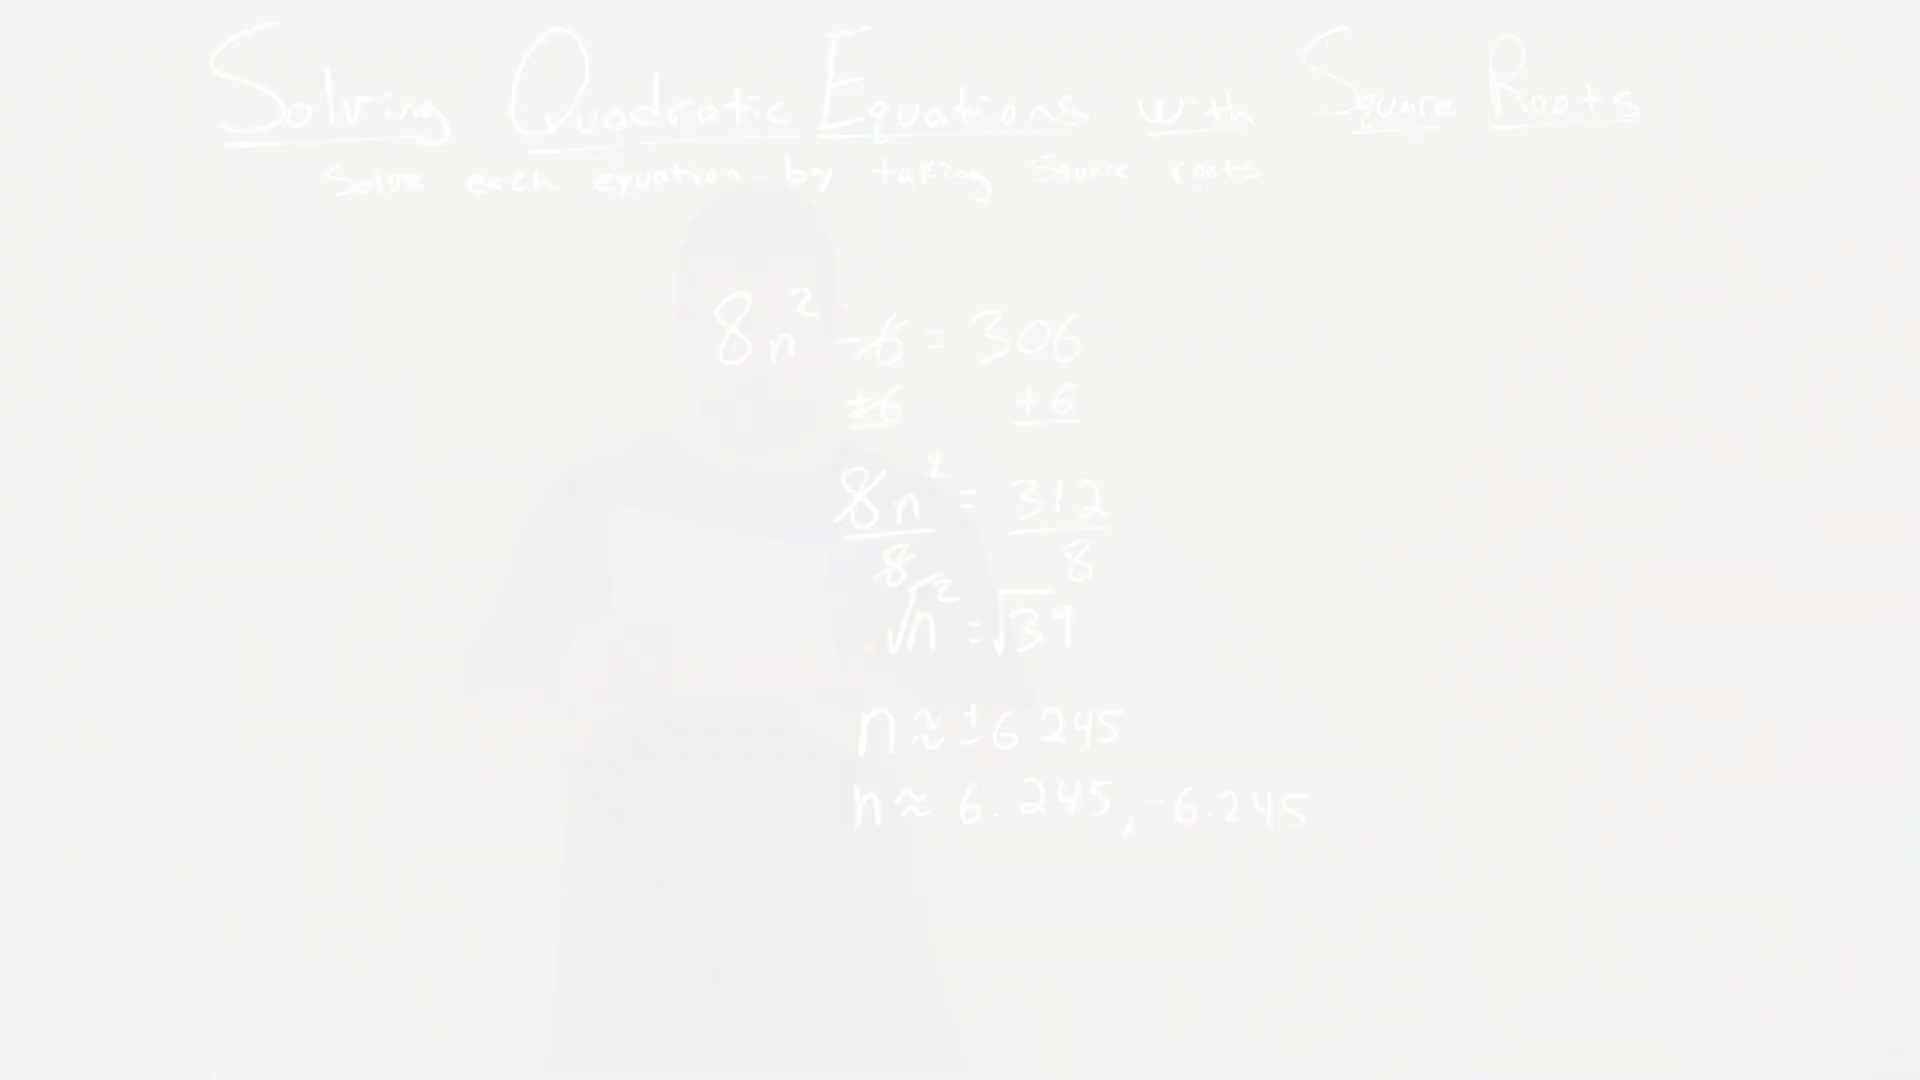 Solving Quadratic Equations with Square Roots
Solve each equation by taking square roots
8n² - 6 = 306
+6 +6
8n² = 312
8 8
√n² = √39
n ≈ ±6.245
n ≈ 6.245, -6.245